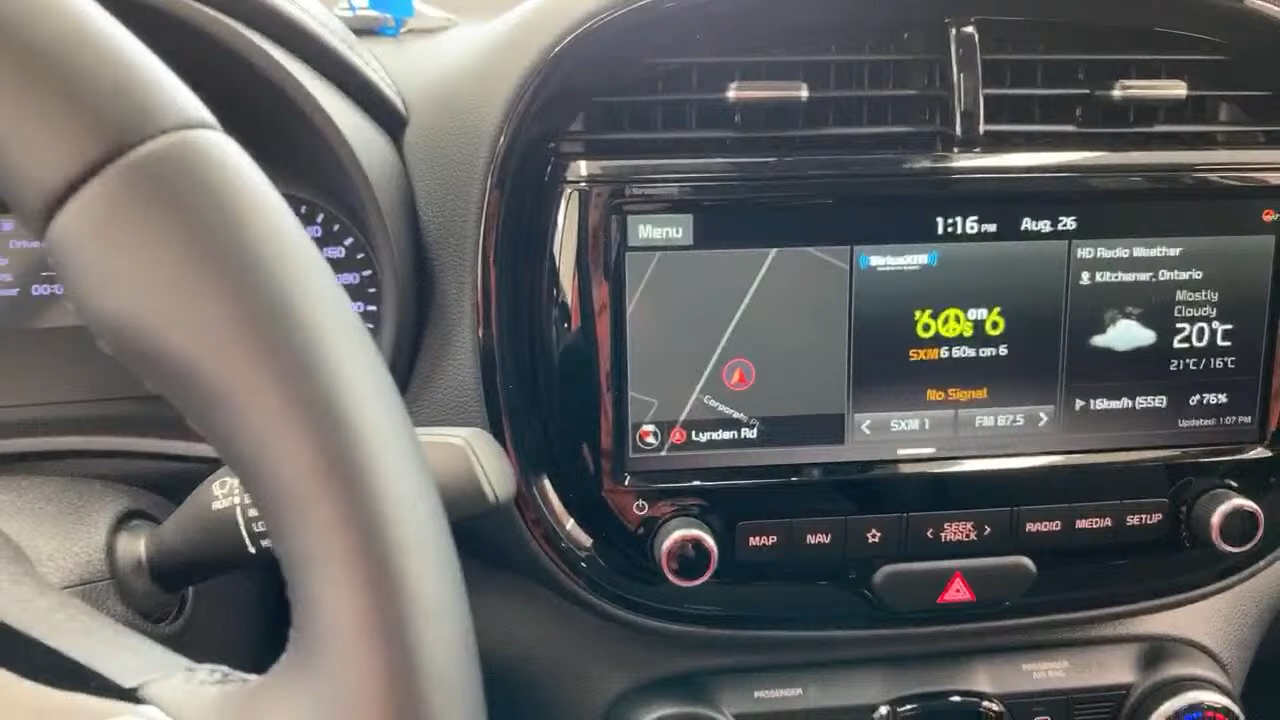 Menu
1:16 PM Aug. 26
Corporate
Lynden Rd
SiriusXM
'60s on 6
SXM 6 60s on 6
No Signal
SXM 1
FM 87.5
HD Radio Weather
Kitchener, Ontario
Mostly
Cloudy
20℃
21°C / 16°C
16km/h (SSE)
76%
Updated: 1:07 PM
MAP
NAV
SEEK
TRACK
RADIO
MEDIA
SETUP
PASSENGER
PASSENGER
AIR BAG
Drive